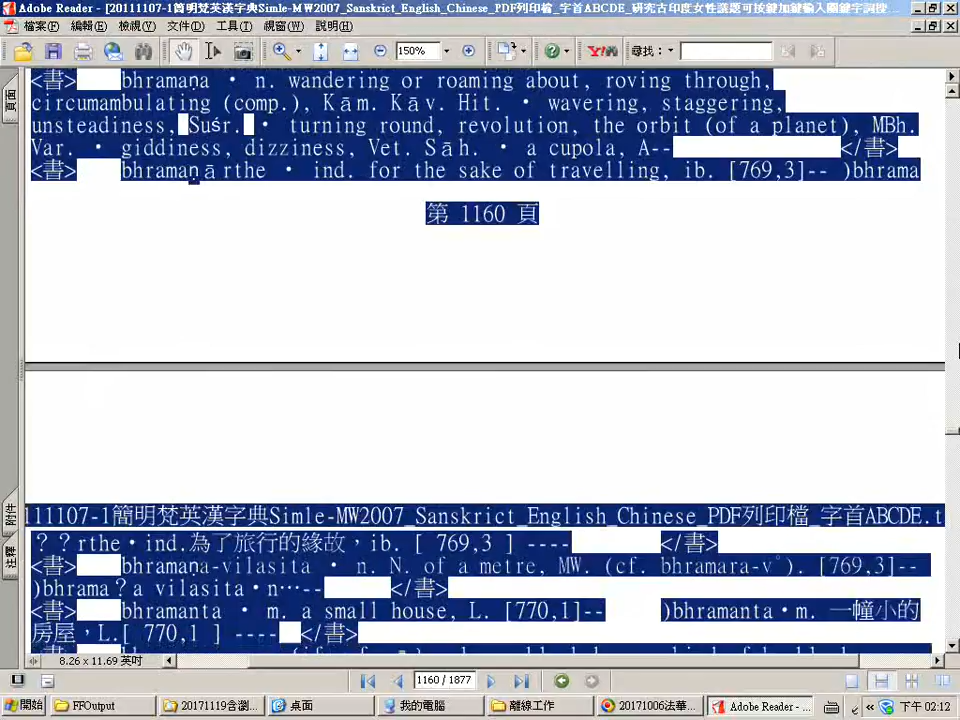 Adobe Reader - [20111107-1簡明梵英漢字典Simle-MW2007_Sanskrict_English_Chinese_PDF列印檔_字首ABCDE_研究古印度女性議題可按鍵加鍵輸入關鍵字詞搜...
檔案(F) 編輯(E) 檢視(V) 文件(D) 工具(T) 視窗(W) 說明(H)
150% Y! 尋找:
頁面
<書> bhramaṇa • n. wandering or roaming about, roving through,
circumambulating (comp.), Kām. Kāv. Hit. • wavering, staggering,
unsteadiness, Suśr. • turning round, revolution, the orbit (of a planet), MBh.
Var. • giddiness, dizziness, Vet. Sāh. • a cupola, A-- </書>
<書> bhramaṇārthe • ind. for the sake of travelling, ib. [769,3]-- )bhrama
第 1160 頁
111107-1簡明梵英漢字典Simle-MW2007_Sanskrict_English_Chinese_PDF列印檔_字首ABCDE.t
??rthe•ind.為了旅行的緣故，ib. [ 769,3 ] ---- </書>
<書> bhramaṇa-vilasita • n. N. of a metre, MW. (cf. bhramara-v°). [769,3]--
)bhrama?a vilasita•n…-- </書>
<書> bhramanta • m. a small house, L. [770,1]-- )bhramanta•m. 一幢小的
房屋，L.[ 770,1 ] ---- </書>
附件
註釋
8.26 x 11.69 英吋
1160 / 1877
開始 FFOutput 20171119含瀏... 桌面 我的電腦 離線工作 20171006法華... Adobe Reader - ... 下午 02:12